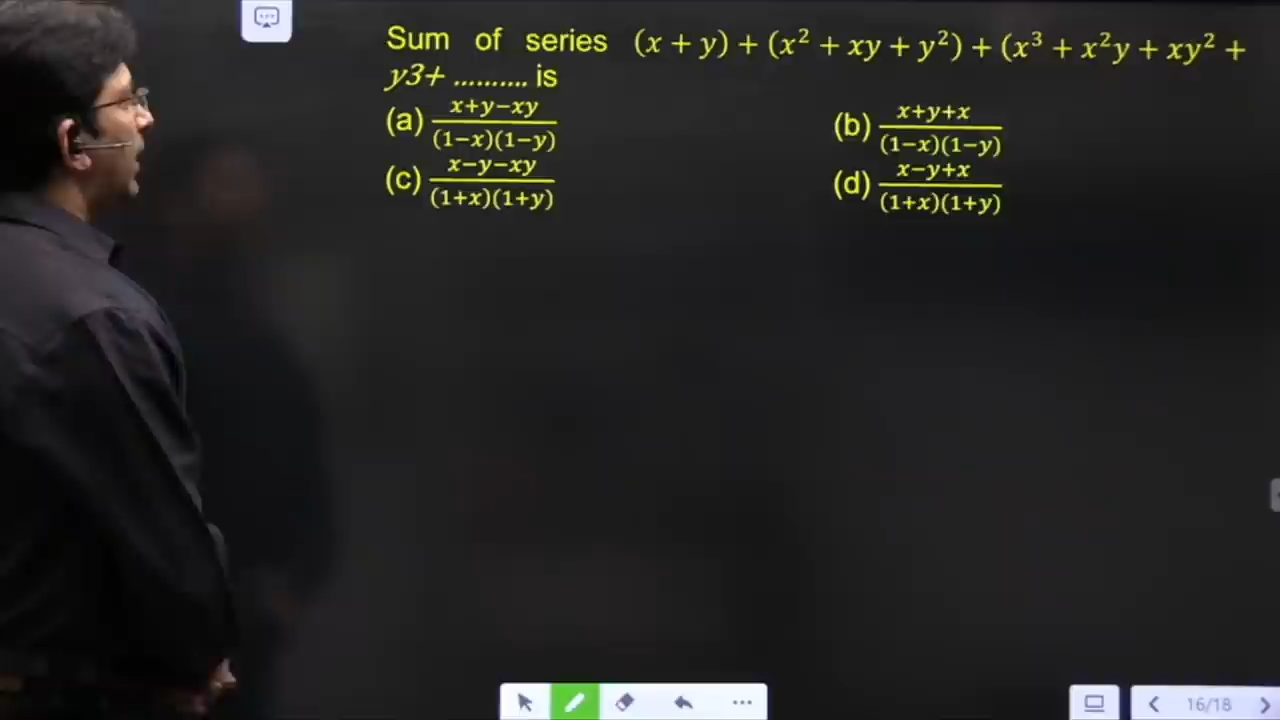 Sum of series (x + y) + (x² + xy + y²) + (x³ + x²y + xy² +
y3+ .......... is
(a) x+y−xy/(1−x)(1−y) (b) x+y+x/(1−x)(1−y)
(c) x−y−xy/(1+x)(1+y) (d) x−y+x/(1+x)(1+y)
16/18